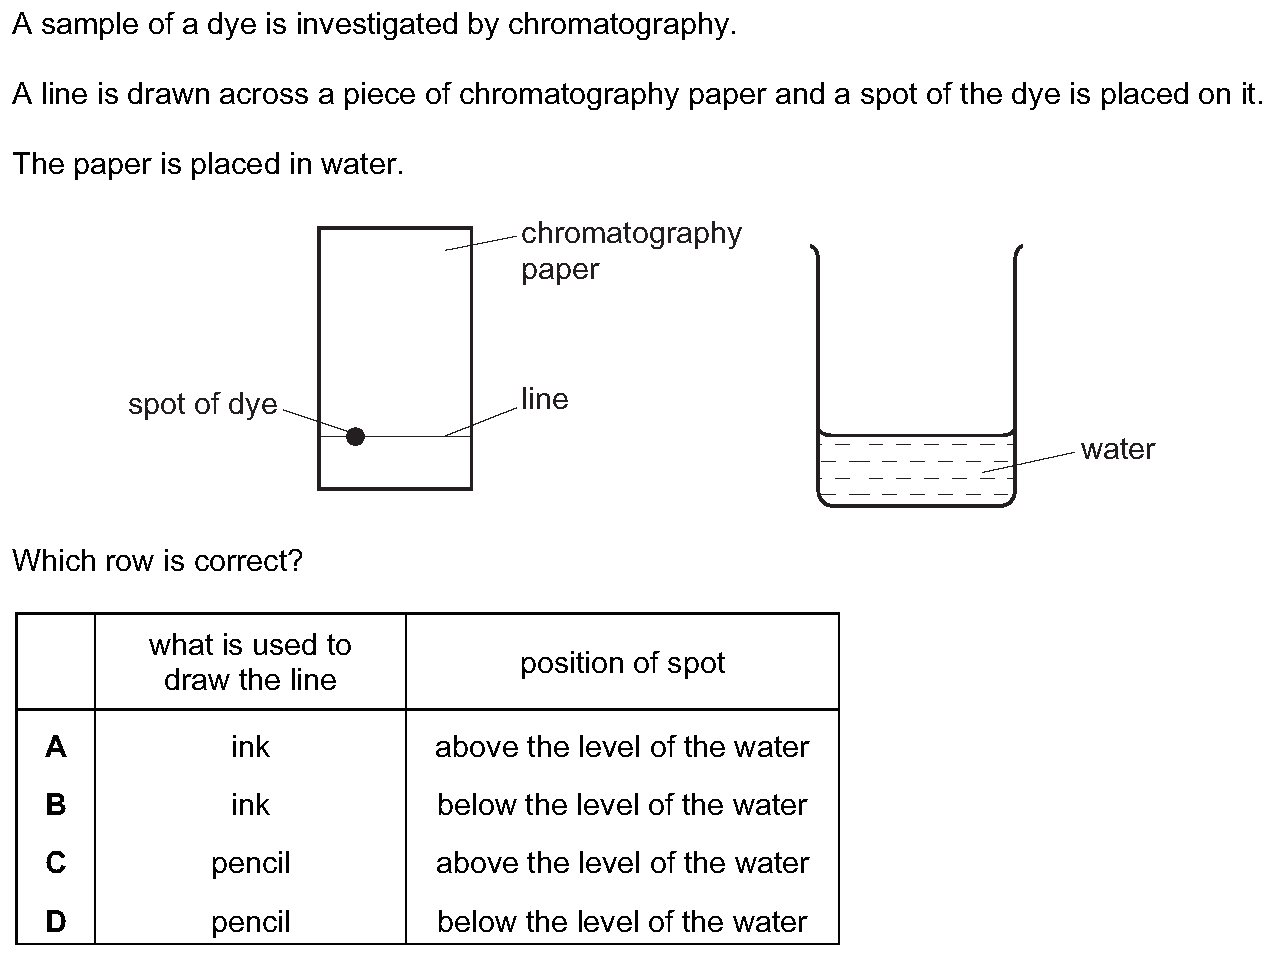 A sample of a dye is investigated by chromatography.
A line is drawn across a piece of chromatography paper and a spot of the dye is placed on it.
The paper is placed in water.
chromatography
paper
spot of dye
line
water
Which row is correct?
what is used to
draw the line
position of spot
A ink above the level of the water
B ink below the level of the water
C pencil above the level of the water
D pencil below the level of the water